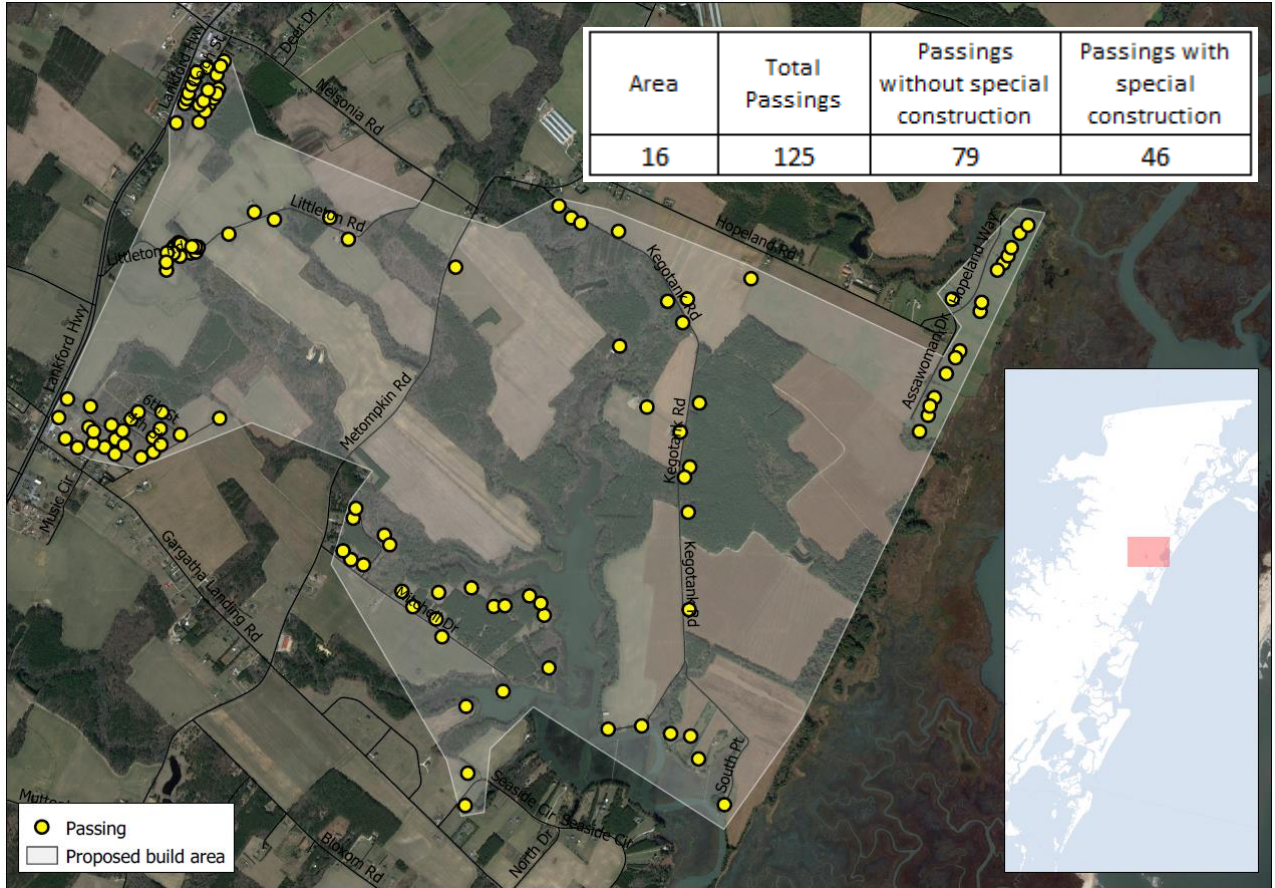 Area
Total
Passings
Passings
without special
construction
Passings with
special
construction
16
125
79
46
Lankford Hwy
Deer Dr
Nelsonia Rd
Littleton Rd
Littleton Rd
Hopeland Rd
Kegotank Rd
Hopeland Way
Assawoman Dr
Lankford Hwy
Metompkin Rd
6th St
Kegotank Rd
Music Cir
Gargatha Landing Rd
Kegotank Rd
Mitchell Dr
South Pt
Seaside Cir
Seaside Cir
North Dr
Bloxom Rd
Passing
Proposed build area